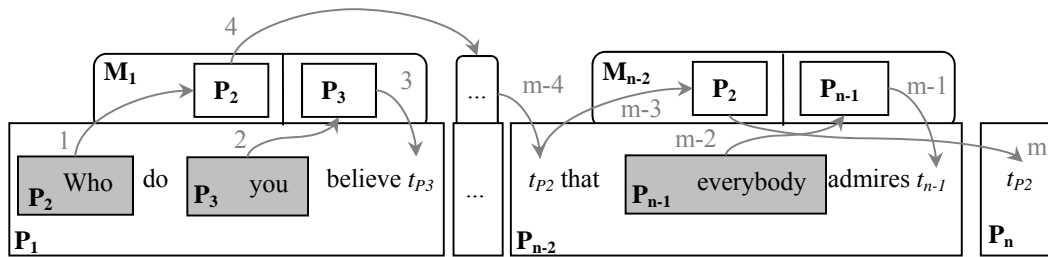 4
M1 P2 P3 3 ... m-4 Mn-2 P2 Pn-1 m-1
m-3
1 2 m-2 m
P2 Who do P3 you believe tP3 ... tP2 that Pn-1 everybody admires tn-1 tP2
P1 Pn-2 Pn